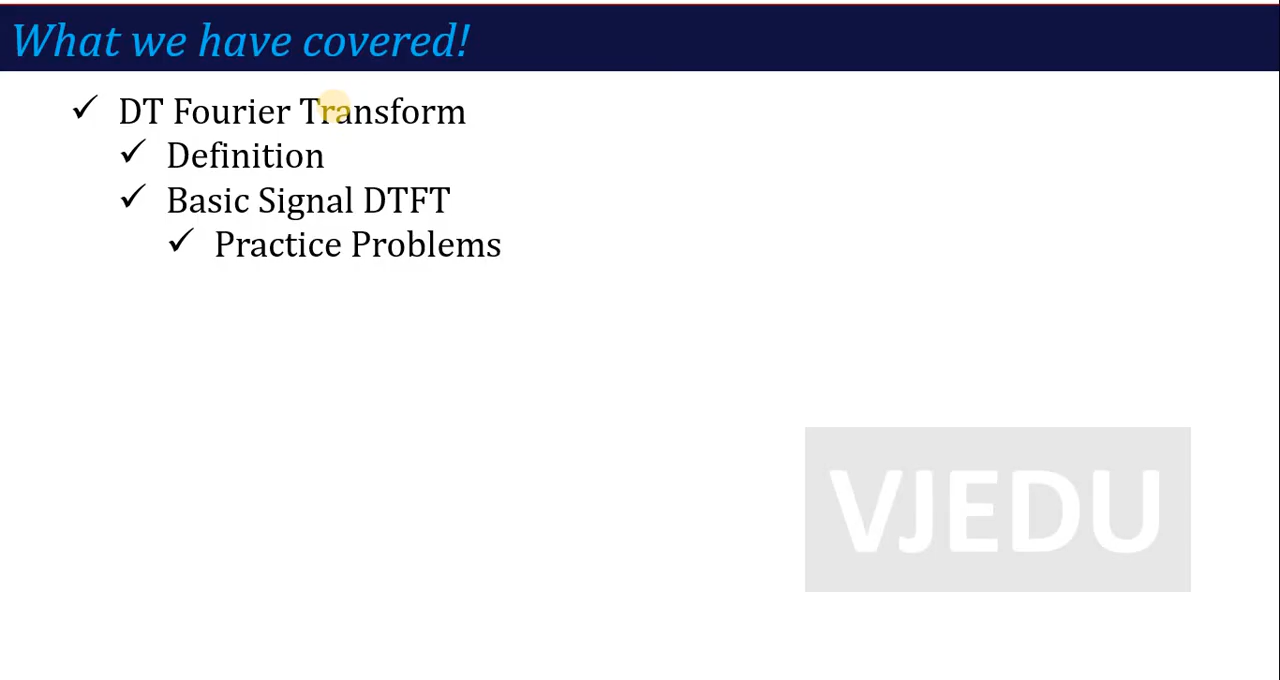 What we have covered!
✓ DT Fourier Transform
✓ Definition
✓ Basic Signal DTFT
✓ Practice Problems
VJEDU